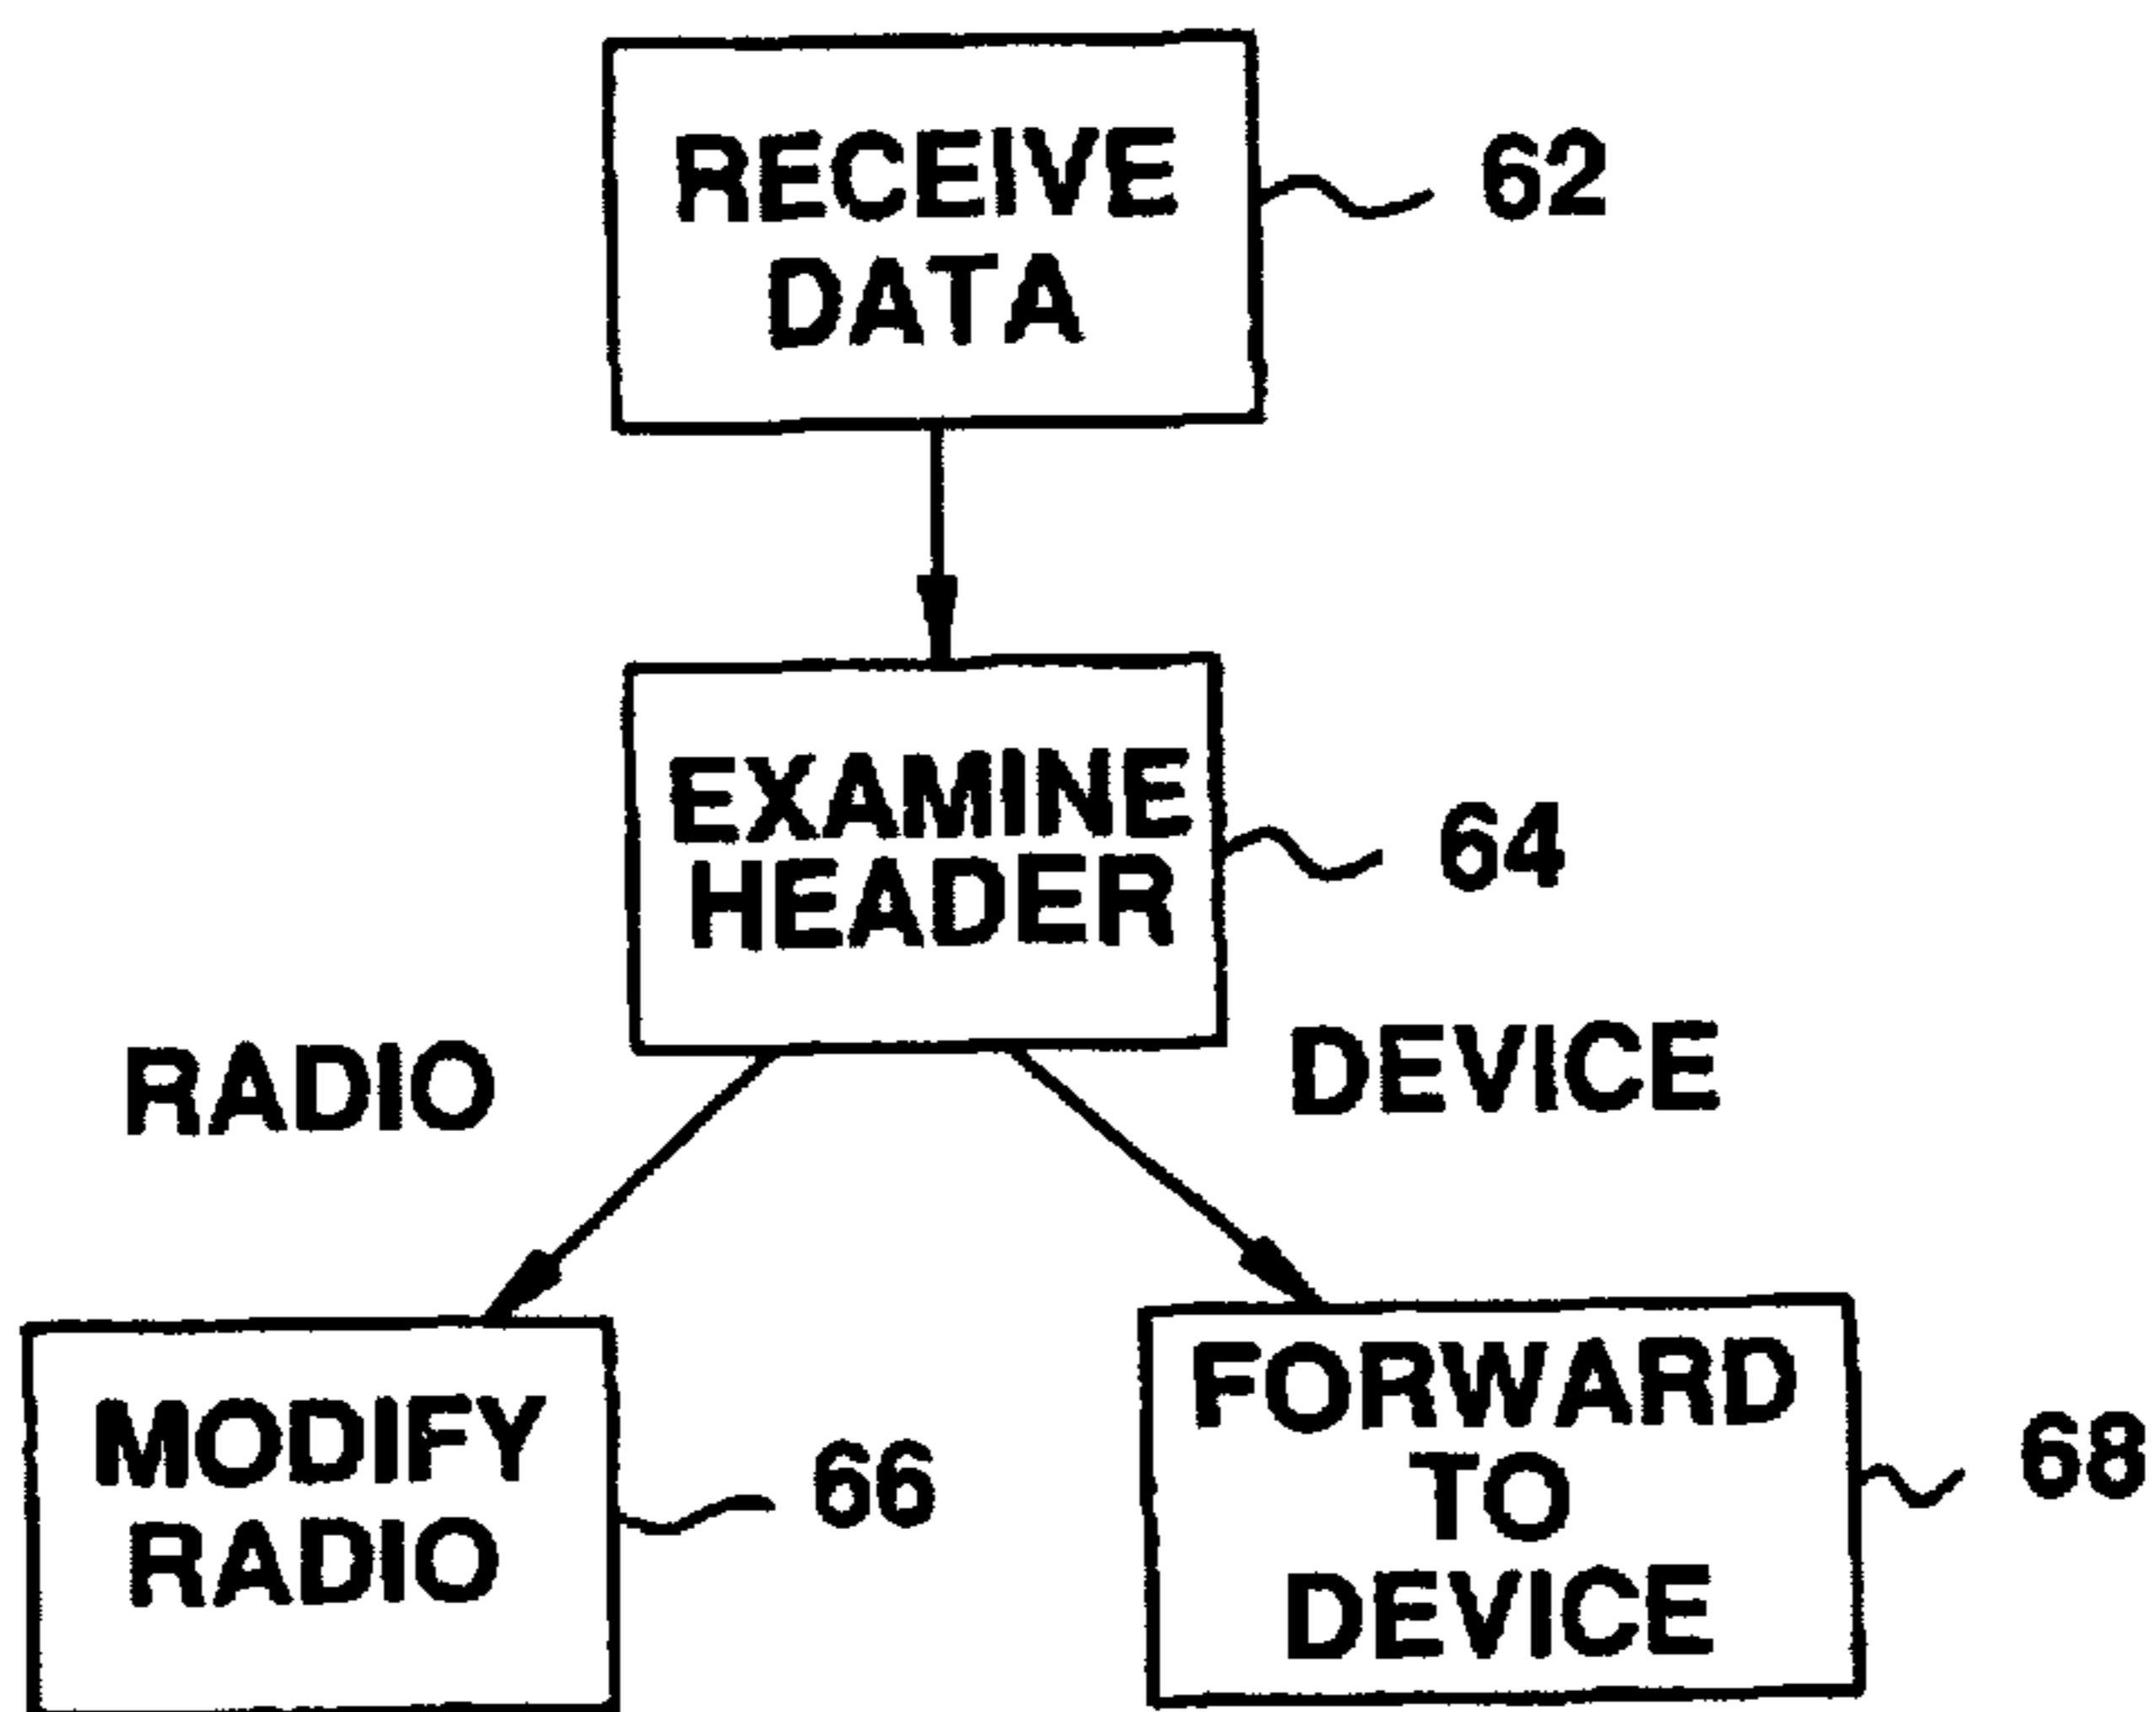 RECEIVE
DATA
62
EXAMINE
HEADER
64
RADIO
DEVICE
MODIFY
RADIO
66
FORWARD
TO
DEVICE
68